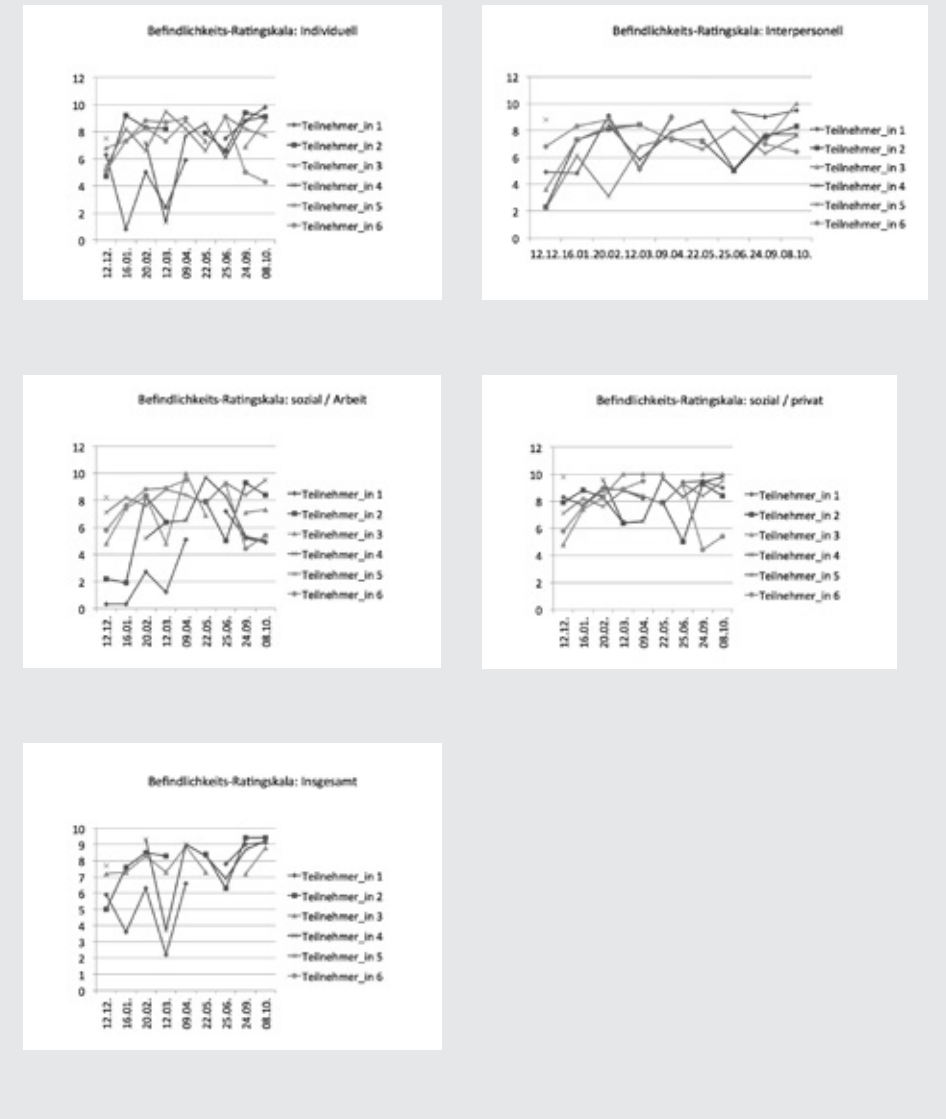 Befindlichkeits-Ratingskala: Individuell
12
10
8
6
4
2
0
12.12.
16.01.
20.02.
12.03.
09.04.
22.05.
25.06.
24.09.
08.10.
Teilnehmer_in 1
Teilnehmer_in 2
Teilnehmer_in 3
Teilnehmer_in 4
Teilnehmer_in 5
Teilnehmer_in 6
Befindlichkeits-Ratingskala: Interpersonell
12
10
8
6
4
2
0
12.12.16.01.20.02.12.03.09.04.22.05.25.06.24.09.08.10.
Teilnehmer_in 1
Teilnehmer_in 2
Teilnehmer_in 3
Teilnehmer_in 4
Teilnehmer_in 5
Teilnehmer_in 6
Befindlichkeits-Ratingskala: sozial / Arbeit
12
10
8
6
4
2
0
12.12.
16.01.
20.02.
12.03.
09.04.
22.05.
25.06.
24.09.
08.10.
Teilnehmer_in 1
Teilnehmer_in 2
Teilnehmer_in 3
Teilnehmer_in 4
Teilnehmer_in 5
Teilnehmer_in 6
Befindlichkeits-Ratingskala: sozial / privat
12
10
8
6
4
2
0
12.12.
16.01.
20.02.
12.03.
09.04.
22.05.
25.06.
24.09.
08.10.
Teilnehmer_in 1
Teilnehmer_in 2
Teilnehmer_in 3
Teilnehmer_in 4
Teilnehmer_in 5
Teilnehmer_in 6
Befindlichkeits-Ratingskala: Insgesamt
10
9
8
7
6
5
4
3
2
1
0
12.12.
16.01.
20.02.
12.03.
09.04.
22.05.
25.06.
24.09.
08.10.
Teilnehmer_in 1
Teilnehmer_in 2
Teilnehmer_in 3
Teilnehmer_in 4
Teilnehmer_in 5
Teilnehmer_in 6